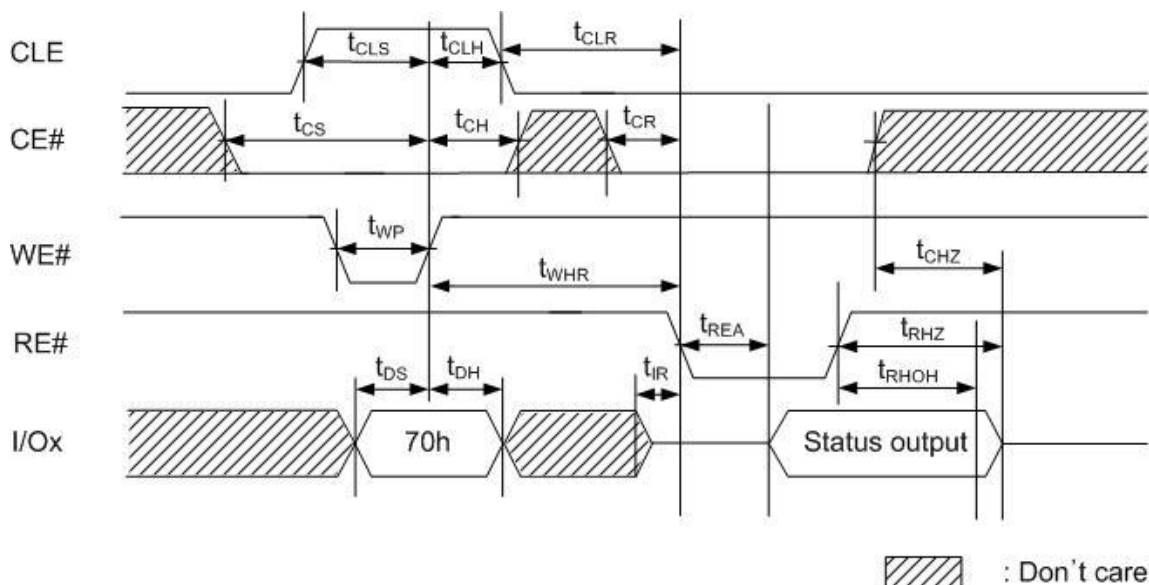 CLE
tCLS
tCLH
tCLR
CE#
tCS
tCH
tCR
WE#
tWP
tWHR
tCHZ
RE#
tREA
tRHZ
tDS
tDH
tIR
tRHOH
I/Ox
70h
Status output
: Don't care